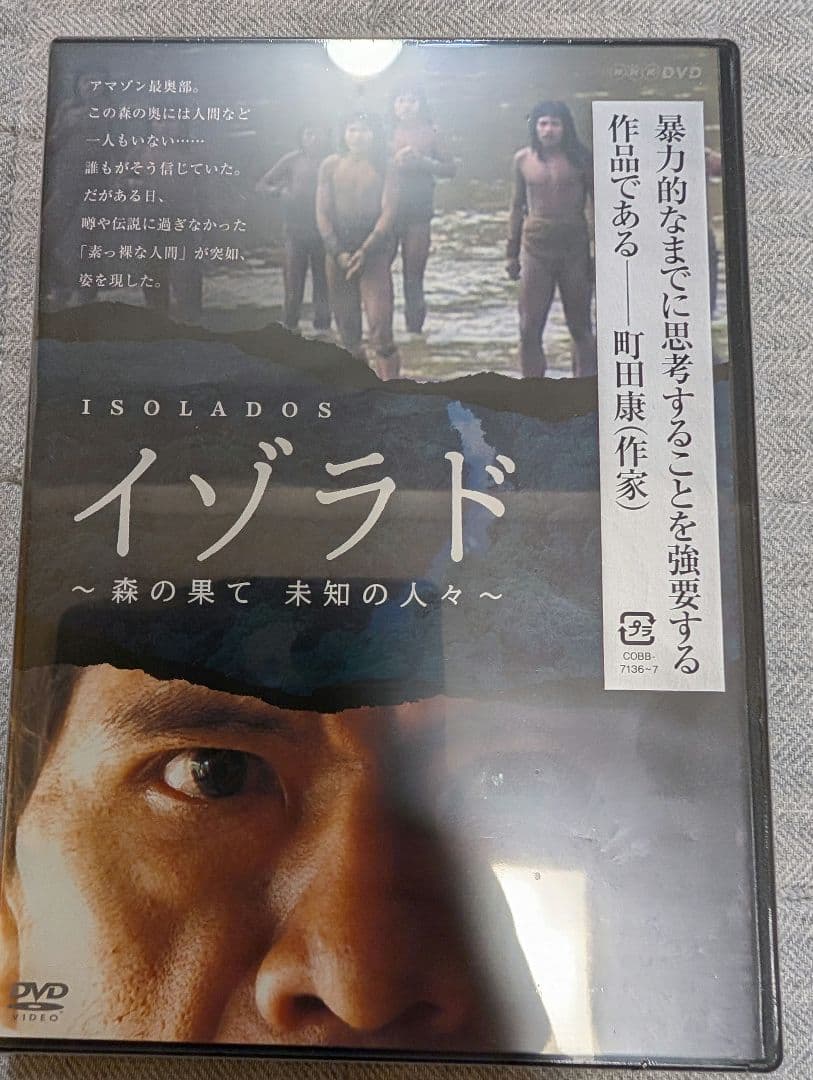 NHK DVD
アマゾン最奥部。
この森の奥には人間など
一人もいない……
誰もがそう信じていた。
だがある日、
噂や伝説に過ぎなかった
「素っ裸な人間」が突如、
姿を現した。
暴力的なまでに思考することを強要する
作品である――町田康(作家)
プラ
COBB-
7136~7
ISOLADOS
イゾラド
～森の果て 未知の人々～
DVD
VIDEO